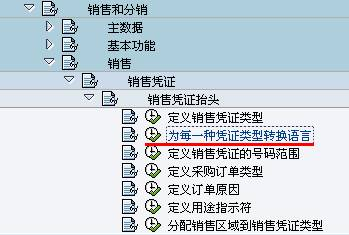 销售和分销
主数据
基本功能
销售
销售凭证
销售凭证抬头
定义销售凭证类型
为每一种凭证类型转换语言
定义销售凭证的号码范围
定义采购订单类型
定义订单原因
定义用途指示符
分配销售区域到销售凭证类型